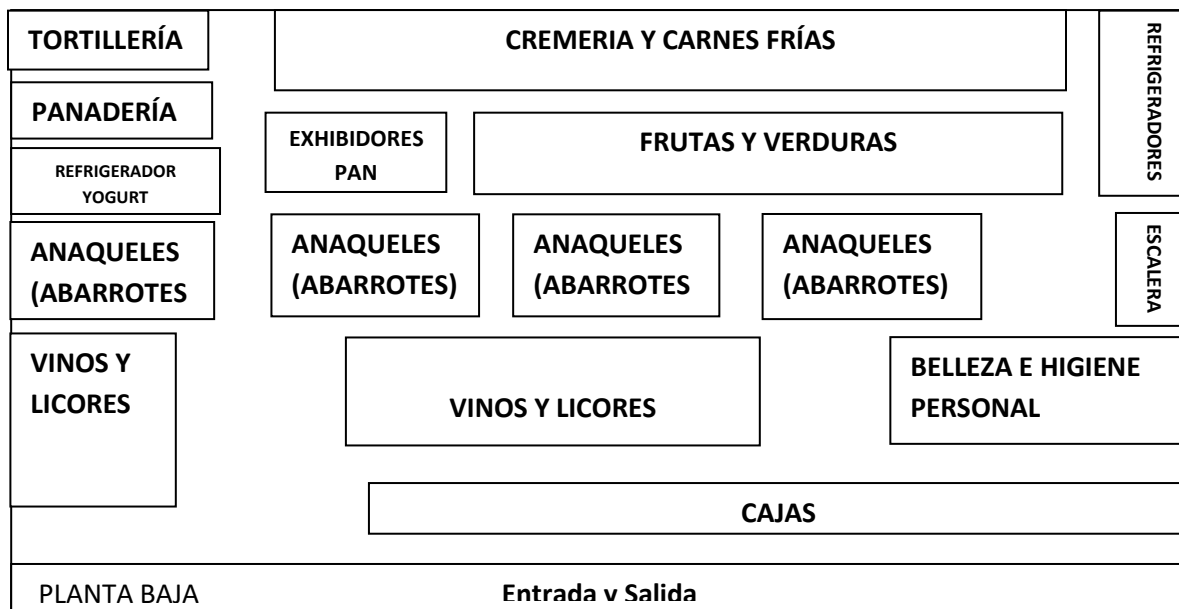 TORTILLERÍA
CREMERIA Y CARNES FRÍAS
REFRIGERADORES
PANADERÍA
EXHIBIDORES
PAN
FRUTAS Y VERDURAS
REFRIGERADOR
YOGURT
ANAQUELES
(ABARROTES
ANAQUELES
(ABARROTES)
ANAQUELES
(ABARROTES
ANAQUELES
(ABARROTES)
ESCALERA
VINOS Y
LICORES
VINOS Y LICORES
BELLEZA E HIGIENE
PERSONAL
CAJAS
PLANTA BAJA
Entrada y Salida